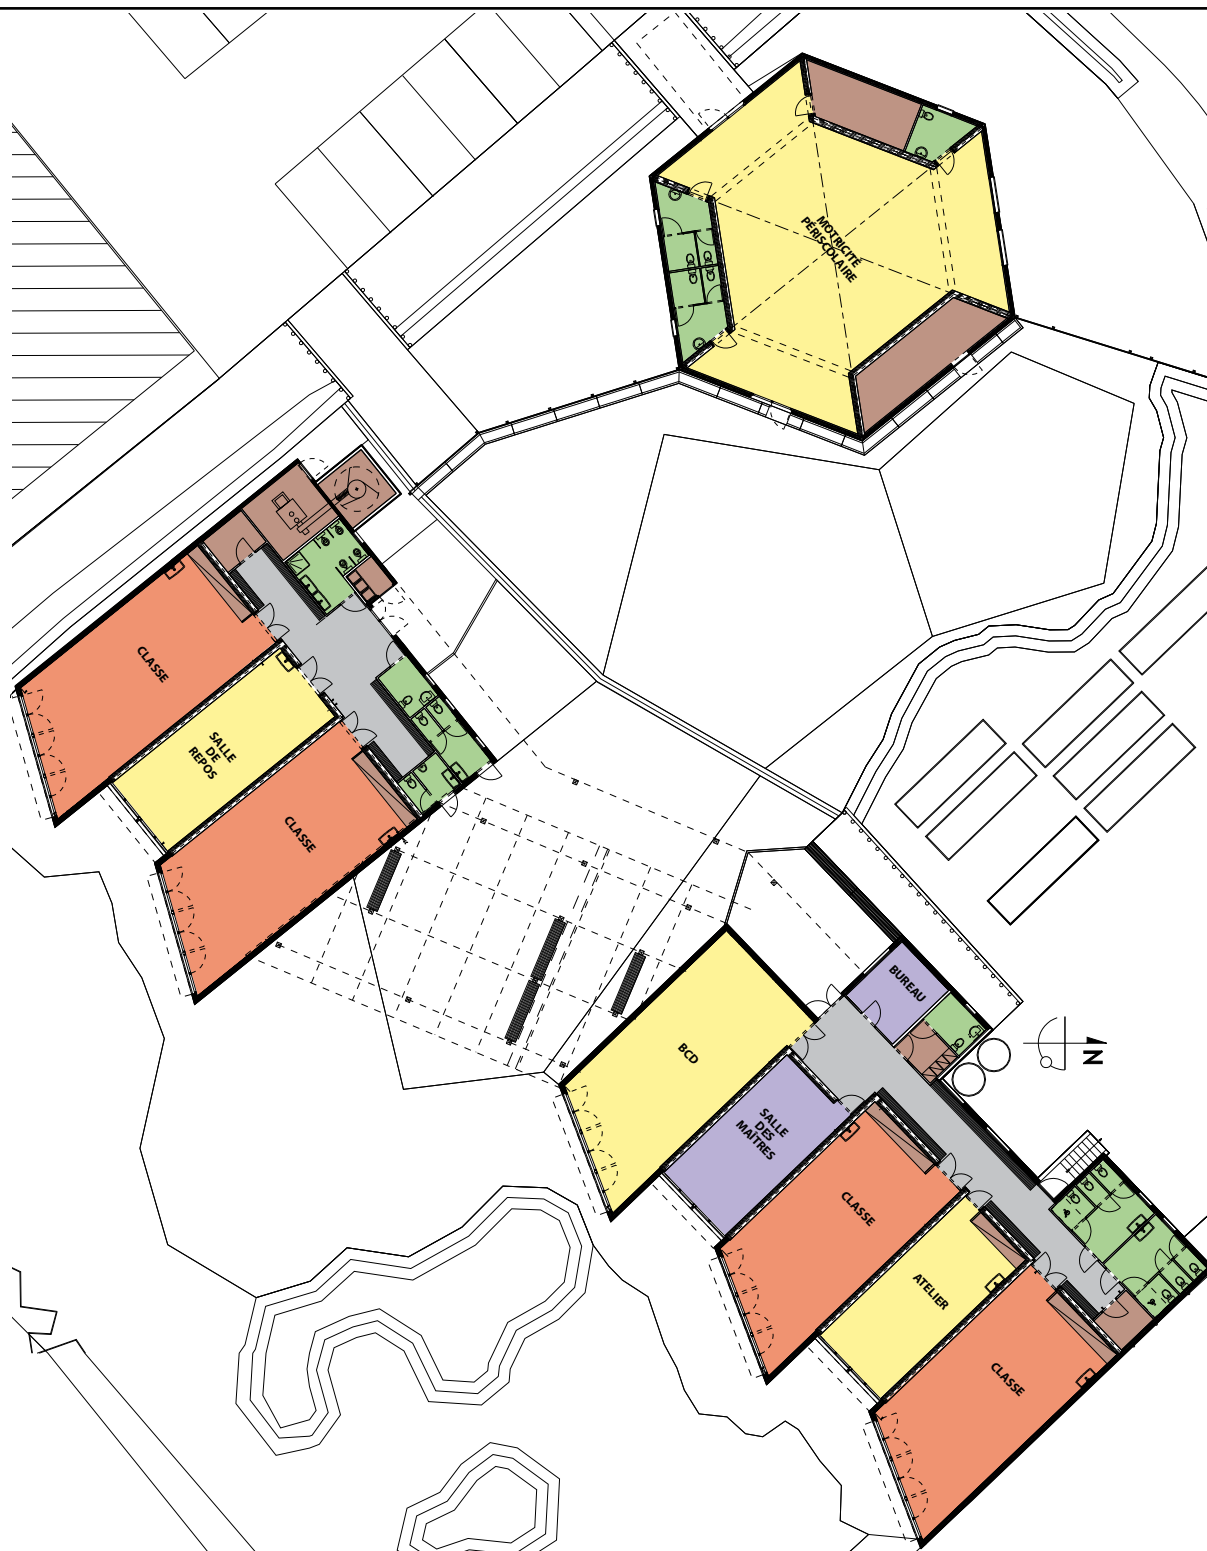 MOTRICITÉ
PÉRISCOLAIRE
CLASSE
SALLE
DE
REPOS
CLASSE
BUREAU
BCD
SALLE
DES
MAÎTRES
CLASSE
ATELIER
CLASSE
N